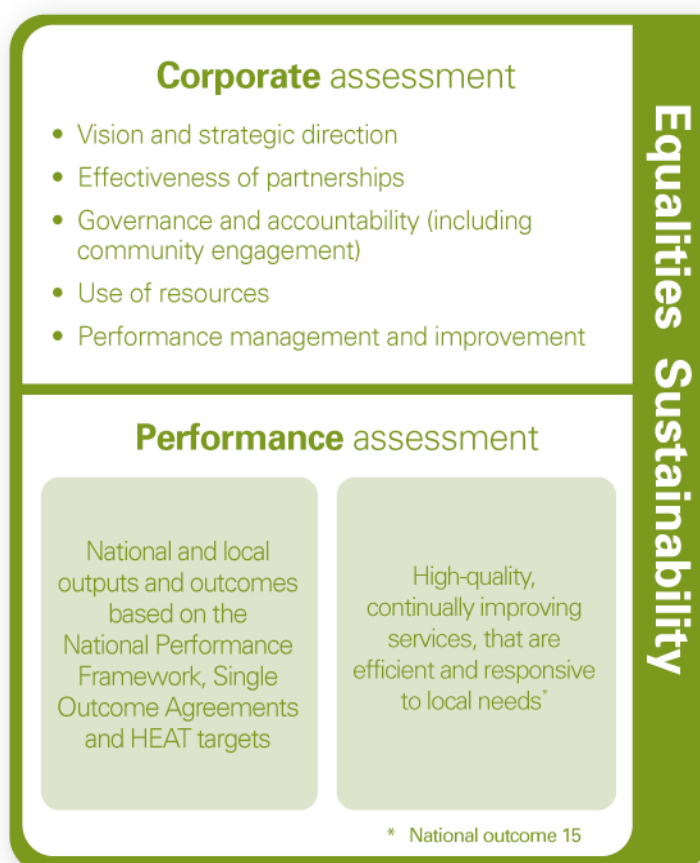 Corporate assessment
• Vision and strategic direction
• Effectiveness of partnerships
• Governance and accountability (including
community engagement)
• Use of resources
• Performance management and improvement
Performance assessment
National and local
outputs and outcomes
based on the
National Performance
Framework, Single
Outcome Agreements
and HEAT targets
High-quality,
continually improving
services, that are
efficient and responsive
to local needs*
* National outcome 15
Equalities Sustainability